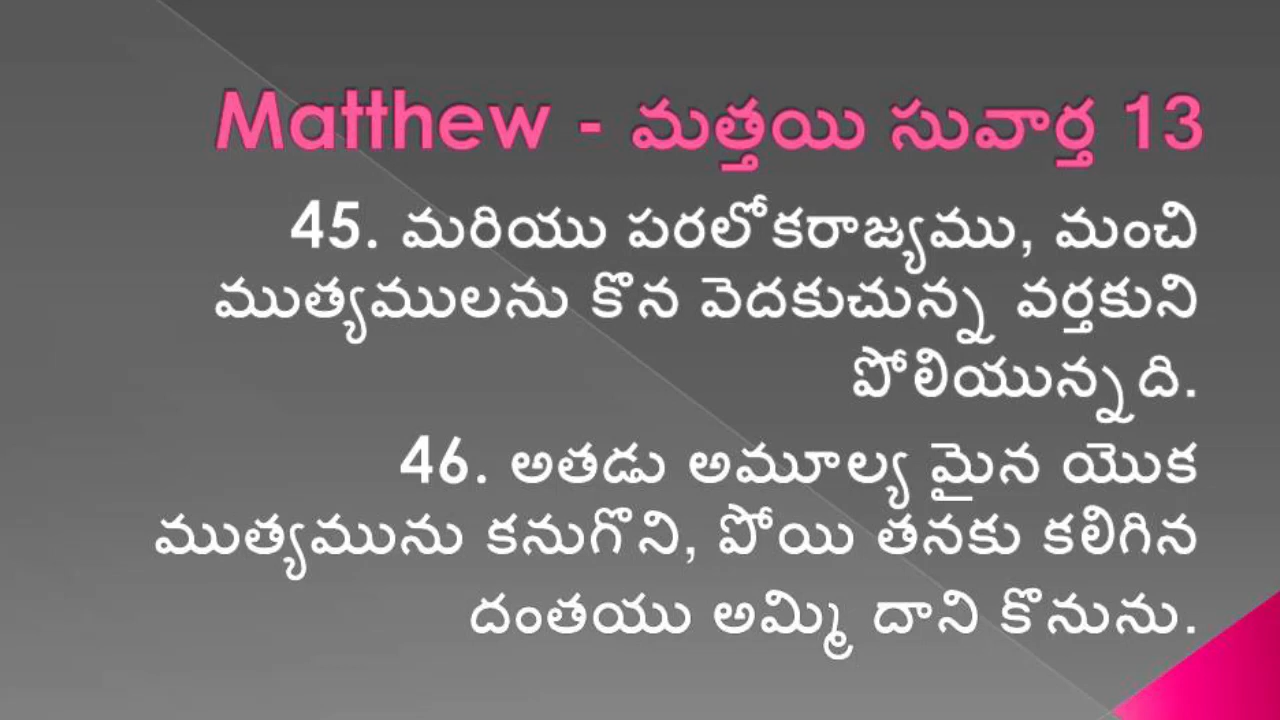 Matthew - మత్తయి సువార్త 13
45. మరియు పరలోకరాజ్యము, మంచి
ముత్యములను కొన వెదకుచున్న వర్తకుని
పోలియున్నది.
46. అతడు అమూల్య మైన యొక
ముత్యమును కనుగొని, పోయి తనకు కలిగిన
దంతయు అమ్మి దాని కొనును.